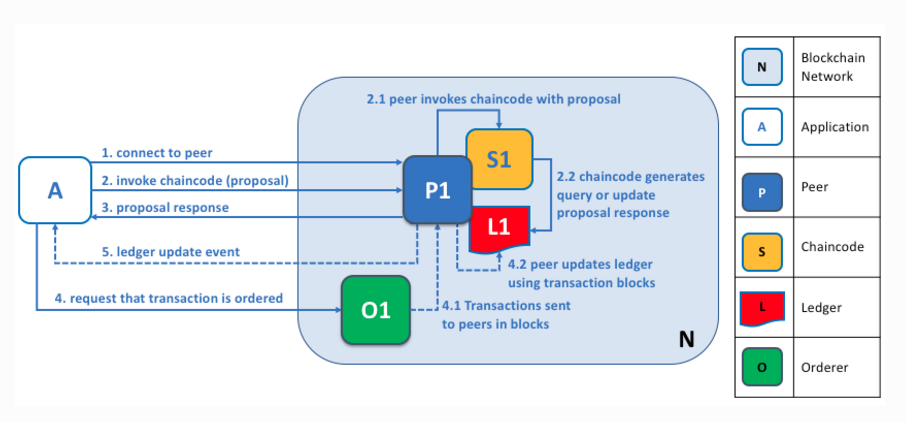 2.1 peer invokes chaincode with proposal
1. connect to peer
2. invoke chaincode (proposal)
3. proposal response
5. ledger update event
4. request that transaction is ordered
A
P1
S1
L1
O1
2.2 chaincode generates
query or update
proposal response
4.2 peer updates ledger
using transaction blocks
4.1 Transactions sent
to peers in blocks
N
N
Blockchain
Network
A
Application
P
Peer
S
Chaincode
L
Ledger
O
Orderer